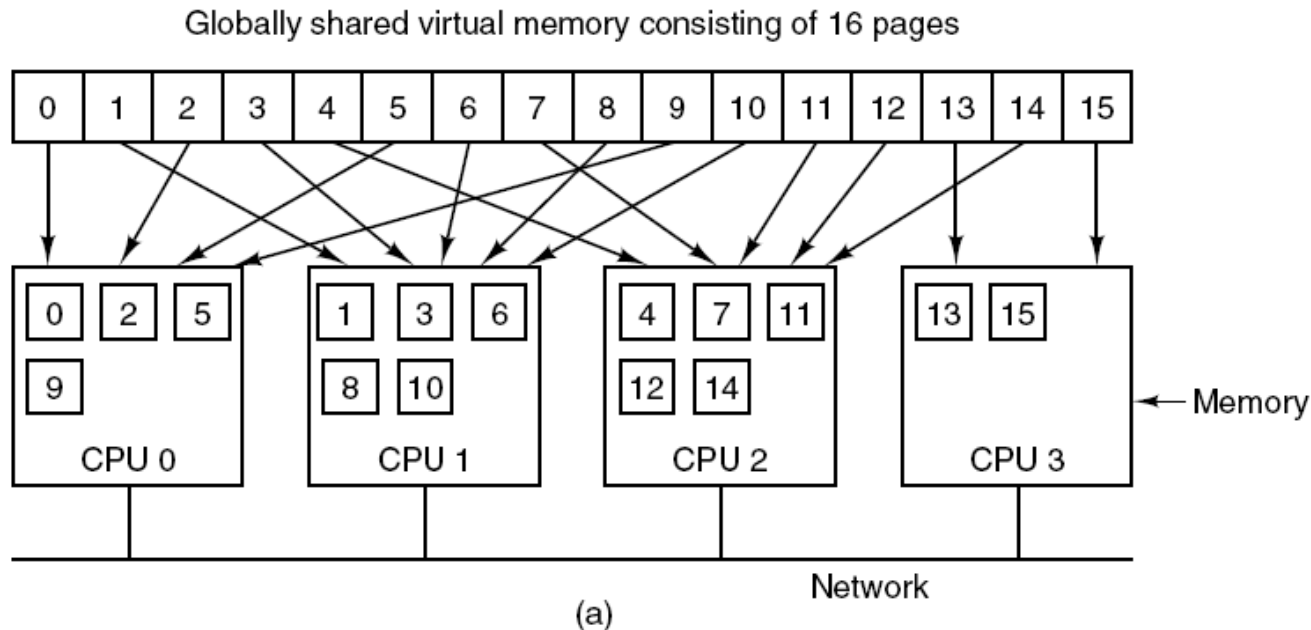 Globally shared virtual memory consisting of 16 pages
0 1 2 3 4 5 6 7 8 9 10 11 12 13 14 15
0 2 5 1 3 6 4 7 11 13 15
9 8 10 12 14
Memory
CPU 0 CPU 1 CPU 2 CPU 3
Network
(a)